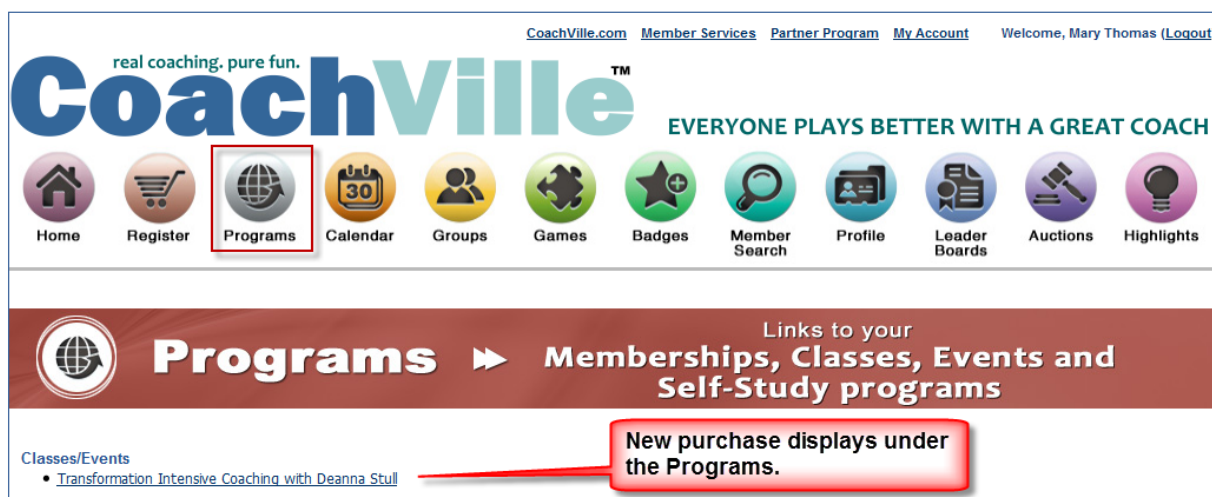 CoachVille.com Member Services Partner Program My Account Welcome, Mary Thomas (Logout
real coaching. pure fun.
CoachVille™
EVERYONE PLAYS BETTER WITH A GREAT COACH
30
Home Register Programs Calendar Groups Games Badges Member Search Profile Leader Boards Auctions Highlights
Programs
Links to your
Memberships, Classes, Events and
Self-Study programs
New purchase displays under
the Programs.
Classes/Events
• Transformation Intensive Coaching with Deanna Stull